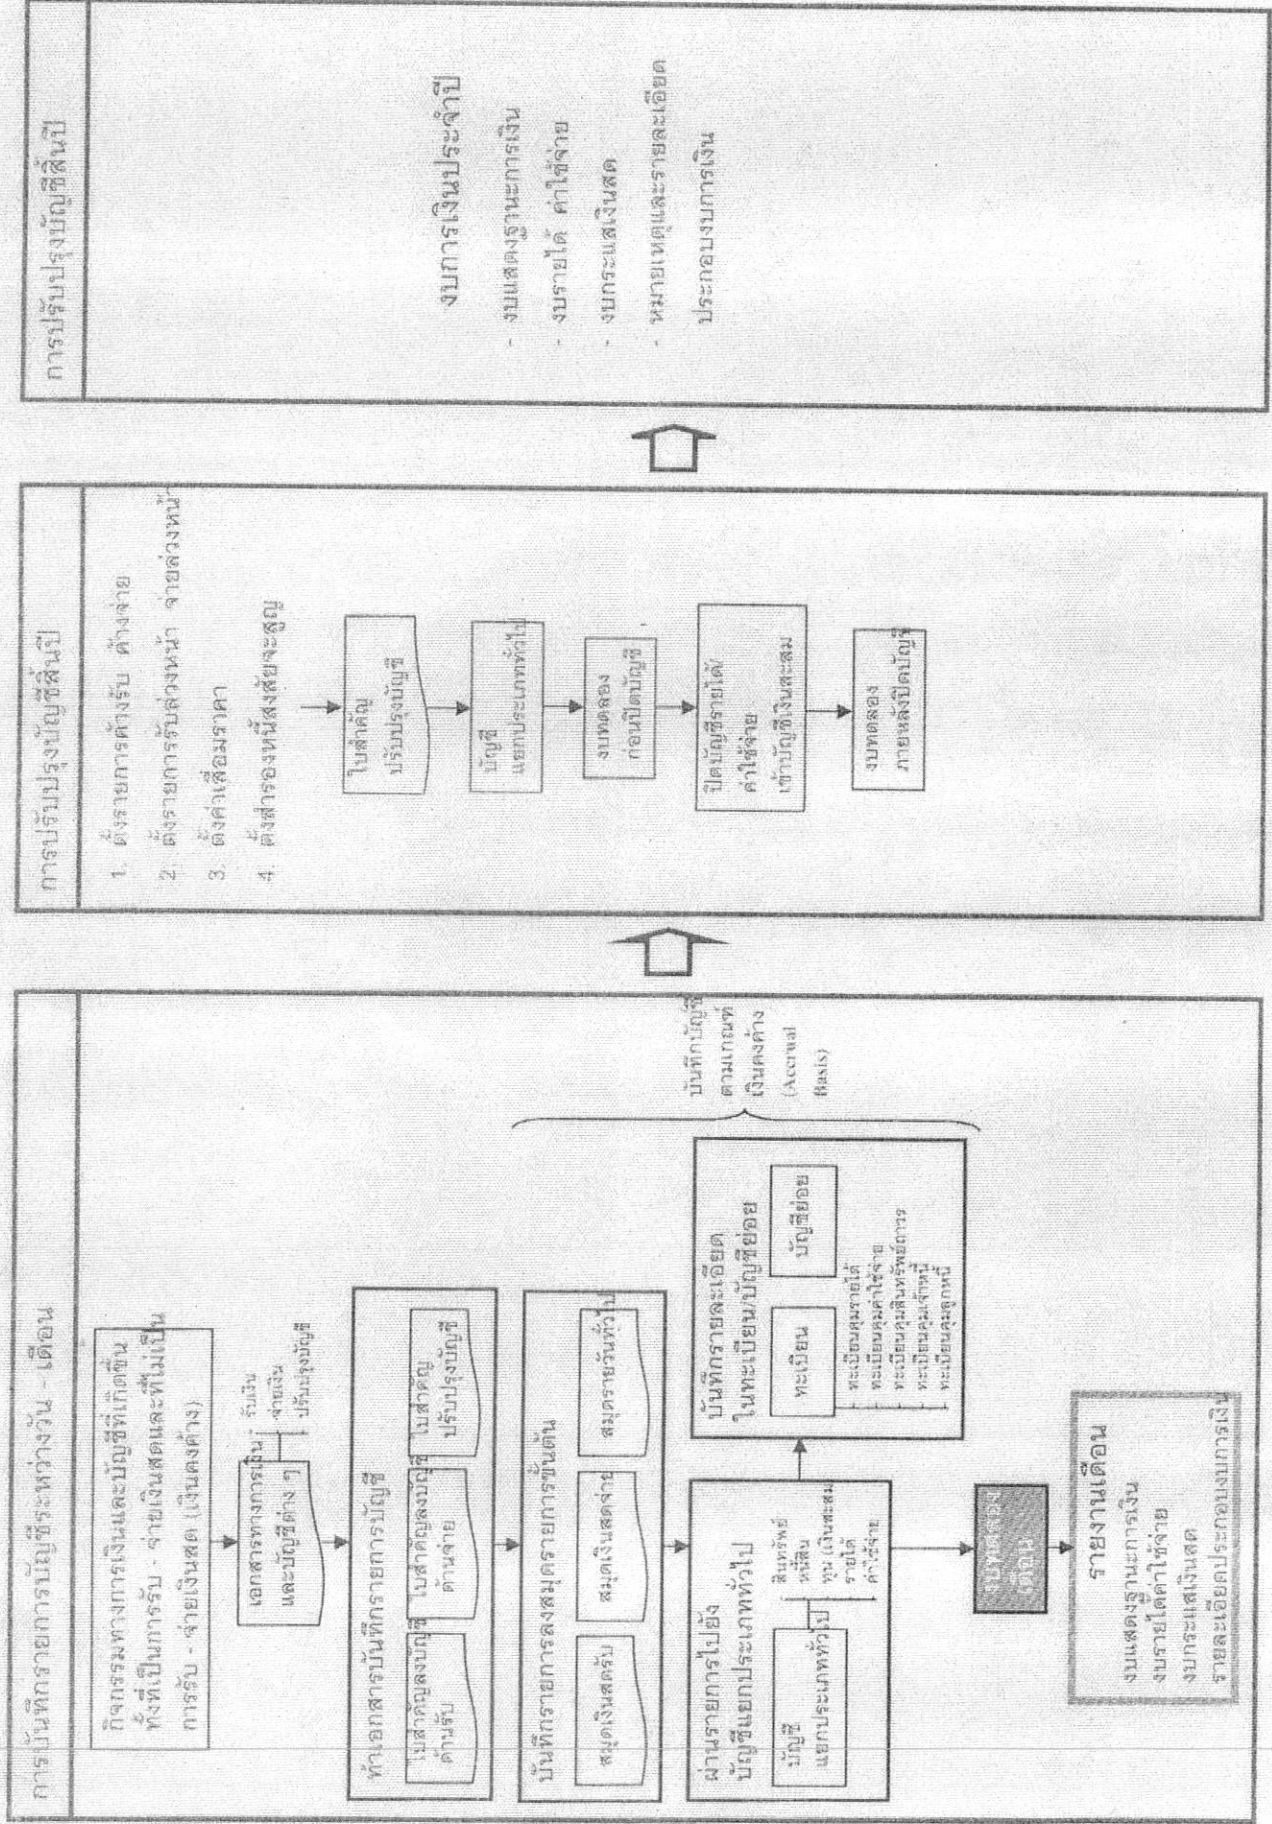 การบันทึกรายการบัญชีระหว่างวัน เดือน
กิจกรรมทางการเงินและบัญชีที่เกิดขึ้น
ทั้งที่เป็นการรับ - จ่ายเงินสดและที่ไม่เป็น
การรับ - จ่ายเงินสด (เงินคงค้าง)
เอกสารทางการเงิน
และบัญชีต่าง ๆ
รับเงิน
จ่ายเงิน
ปรับปรุงบัญชี
ทำเอกสารบันทึกรายการบัญชี
ใบสำคัญลงบัญชี
ด้านรับ
ใบสำคัญลงบัญชี
ด้านจ่าย
ใบสำคัญ
ปรับปรุงบัญชี
บันทึกรายการลงสมุดรายการขั้นต้น
สมุดเงินสดรับ
สมุดเงินสดจ่าย
สมุดรายวันทั่วไป
ผ่านรายการไปยัง
บัญชีแยกประเภททั่วไป
บัญชี
แยกประเภททั่วไป
สินทรัพย์
หนี้สิน
ทุน (เงินสะสม
รายได้
ค่าใช้จ่าย
บันทึกรายละเอียด
ในทะเบียน/บัญชีย่อย
ทะเบียน
บัญชีย่อย
ทะเบียนคุมรายได้
ทะเบียนคุมค่าใช้จ่าย
ทะเบียนคุมสินทรัพย์ถาวร
ทะเบียนคุมเจ้าหนี้
ทะเบียนคุมลูกหนี้
บันทึกบัญชี
ตามเกณฑ์
เงินคงค้าง
(Accrual
Basis)
งบทดลอง
รายงานเดือน
งบแสดงฐานะการเงิน
งบรายได้ค่าใช้จ่าย
งบกระแสเงินสด
รายละเอียดประกอบงบการเงิน
การปรับปรุงบัญชีสิ้นปี
1. ตั้งรายการค้างรับ ค้างจ่าย
2. ตั้งรายการรับล่วงหน้า จ่ายล่วงหน้า
3. ตั้งค่าเสื่อมราคา
4. ตั้งสำรองหนี้สงสัยจะสูญ
ใบสำคัญ
ปรับปรุงบัญชี
บัญชี
แยกประเภททั่วไป
งบทดลอง
ก่อนปิดบัญชี
ปิดบัญชีรายได้/
ค่าใช้จ่าย
เข้าบัญชีเงินสะสม
งบทดลอง
ภายหลังปิดบัญชี
การปรับปรุงบัญชีสิ้นปี
งบการเงินประจำปี
- งบแสดงฐานะการเงิน
- งบรายได้ ค่าใช้จ่าย
- งบกระแสเงินสด
- หมายเหตุและรายละเอียด
ประกอบงบการเงิน